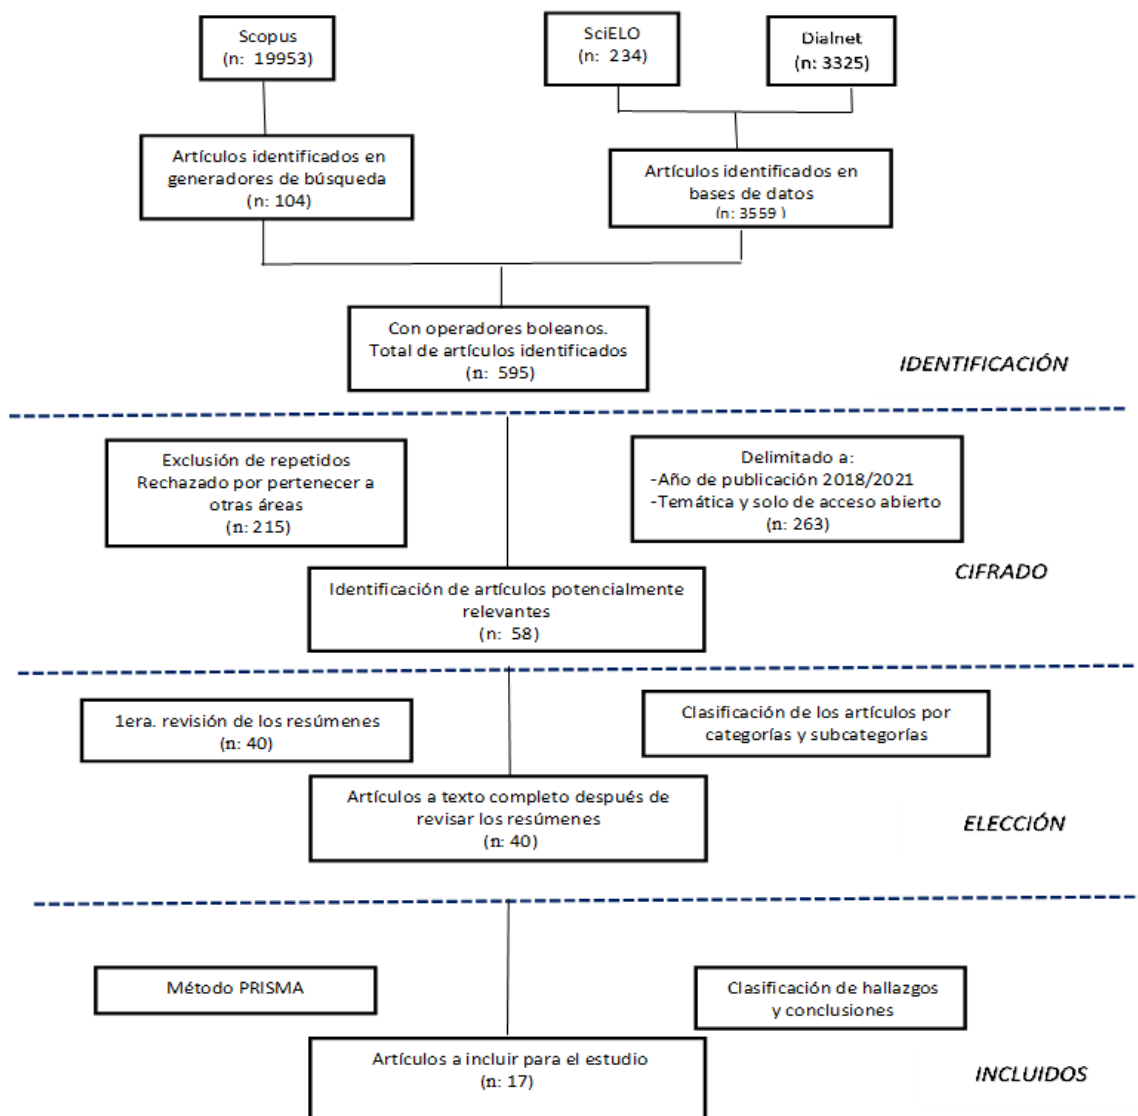 Scopus
(n: 19953)
SciELO
(n: 234)
Dialnet
(n: 3325)
Artículos identificados en
generadores de búsqueda
(n: 104)
Artículos identificados en
bases de datos
(n: 3559 )
Con operadores boleanos.
Total de artículos identificados
(n: 595)
IDENTIFICACIÓN
Exclusión de repetidos
Rechazado por pertenecer a
otras áreas
(n: 215)
Delimitado a:
-Año de publicación 2018/2021
-Temática y solo de acceso abierto
(n: 263)
CIFRADO
Identificación de artículos potencialmente
relevantes
(n: 58)
1era. revisión de los resúmenes
(n: 40)
Clasificación de los artículos por
categorías y subcategorías
Artículos a texto completo después de
revisar los resúmenes
(n: 40)
ELECCIÓN
Método PRISMA
Clasificación de hallazgos
y conclusiones
Artículos a incluir para el estudio
(n: 17)
INCLUIDOS